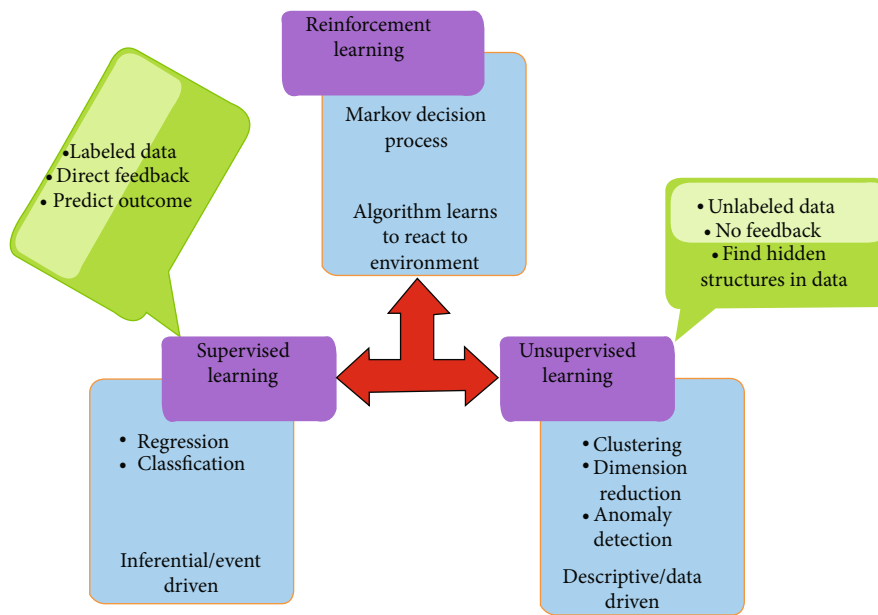 Reinforcement
learning
Markov decision
process
Algorithm learns
to react to
environment
• Labeled data
• Direct feedback
• Predict outcome
• Unlabeled data
• No feedback
• Find hidden
structures in data
Supervised
learning
• Regression
• Classfication
Inferential/event
driven
Unsupervised
learning
• Clustering
• Dimension
reduction
• Anomaly
detection
Descriptive/data
driven